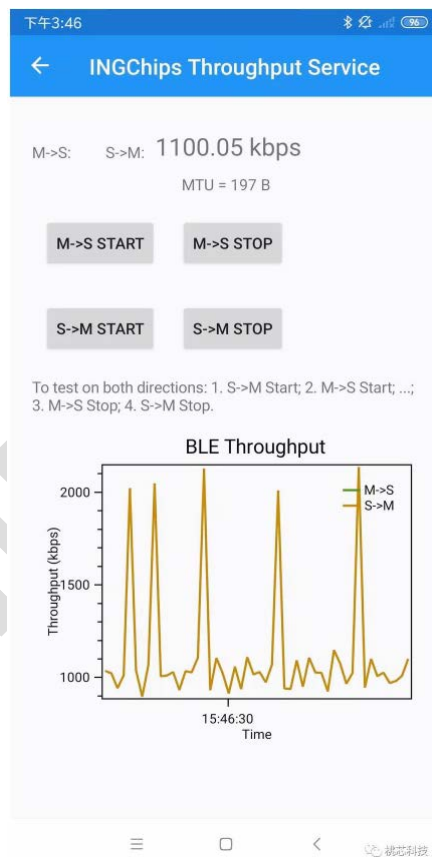 下午3:46
96
INGChips Throughput Service
M->S: S->M: 1100.05 kbps
MTU = 197 B
M->S START M->S STOP
S->M START S->M STOP
To test on both directions: 1. S->M Start; 2. M->S Start; ...;
3. M->S Stop; 4. S->M Stop.
BLE Throughput
M->S
S->M
Throughput (kbps)
2000
1500
1000
15:46:30
Time
桃芯科技